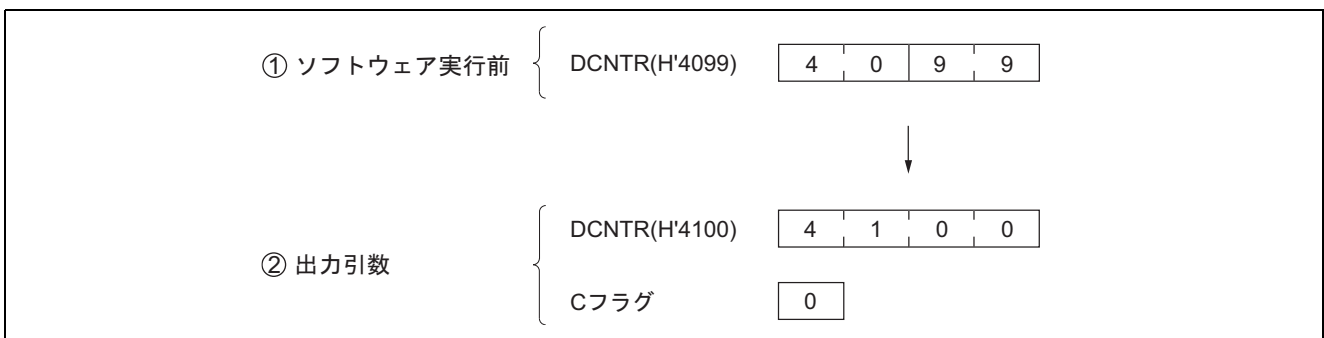 ① ソフトウェア実行前 DCNTR(H'4099) 4 0 9 9
DCNTR(H'4100) 4 1 0 0
② 出力引数
Cフラグ 0